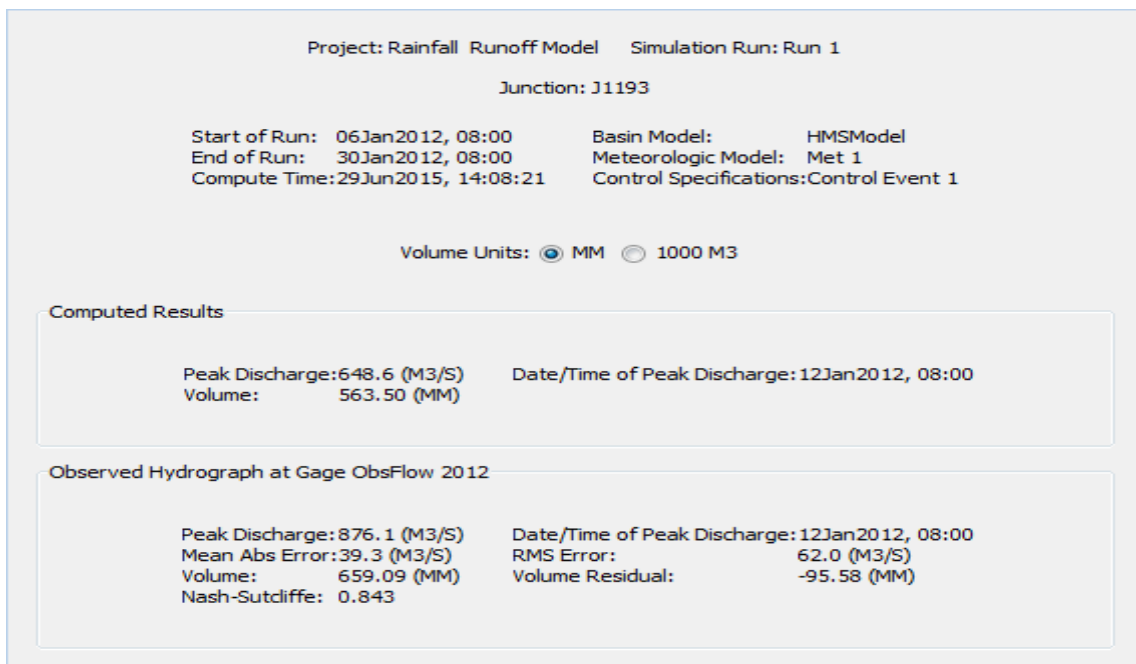 Project: Rainfall Runoff Model Simulation Run: Run 1
Junction: J1193
Start of Run: 06Jan2012, 08:00 Basin Model: HMSModel
End of Run: 30Jan2012, 08:00 Meteorologic Model: Met 1
Compute Time:29Jun2015, 14:08:21 Control Specifications:Control Event 1
Volume Units: MM 1000 M3
Computed Results
Peak Discharge:648.6 (M3/S) Date/Time of Peak Discharge:12Jan2012, 08:00
Volume: 563.50 (MM)
Observed Hydrograph at Gage ObsFlow 2012
Peak Discharge:876.1 (M3/S) Date/Time of Peak Discharge:12Jan2012, 08:00
Mean Abs Error:39.3 (M3/S) RMS Error: 62.0 (M3/S)
Volume: 659.09 (MM) Volume Residual: -95.58 (MM)
Nash-Sutcliffe: 0.843